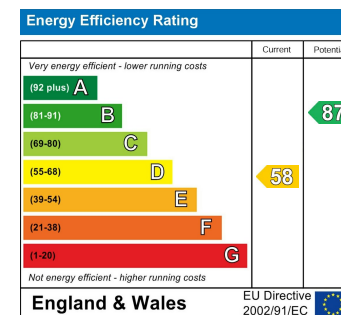 Energy Efficiency Rating
Current Potenti
Very energy efficient - lower running costs
(92 plus) A
(81-91) B
87
(69-80) C
(55-68) D
58
(39-54) E
(21-38) F
(1-20) G
Not energy efficient - higher running costs
England & Wales
EU Directive
2002/91/EC